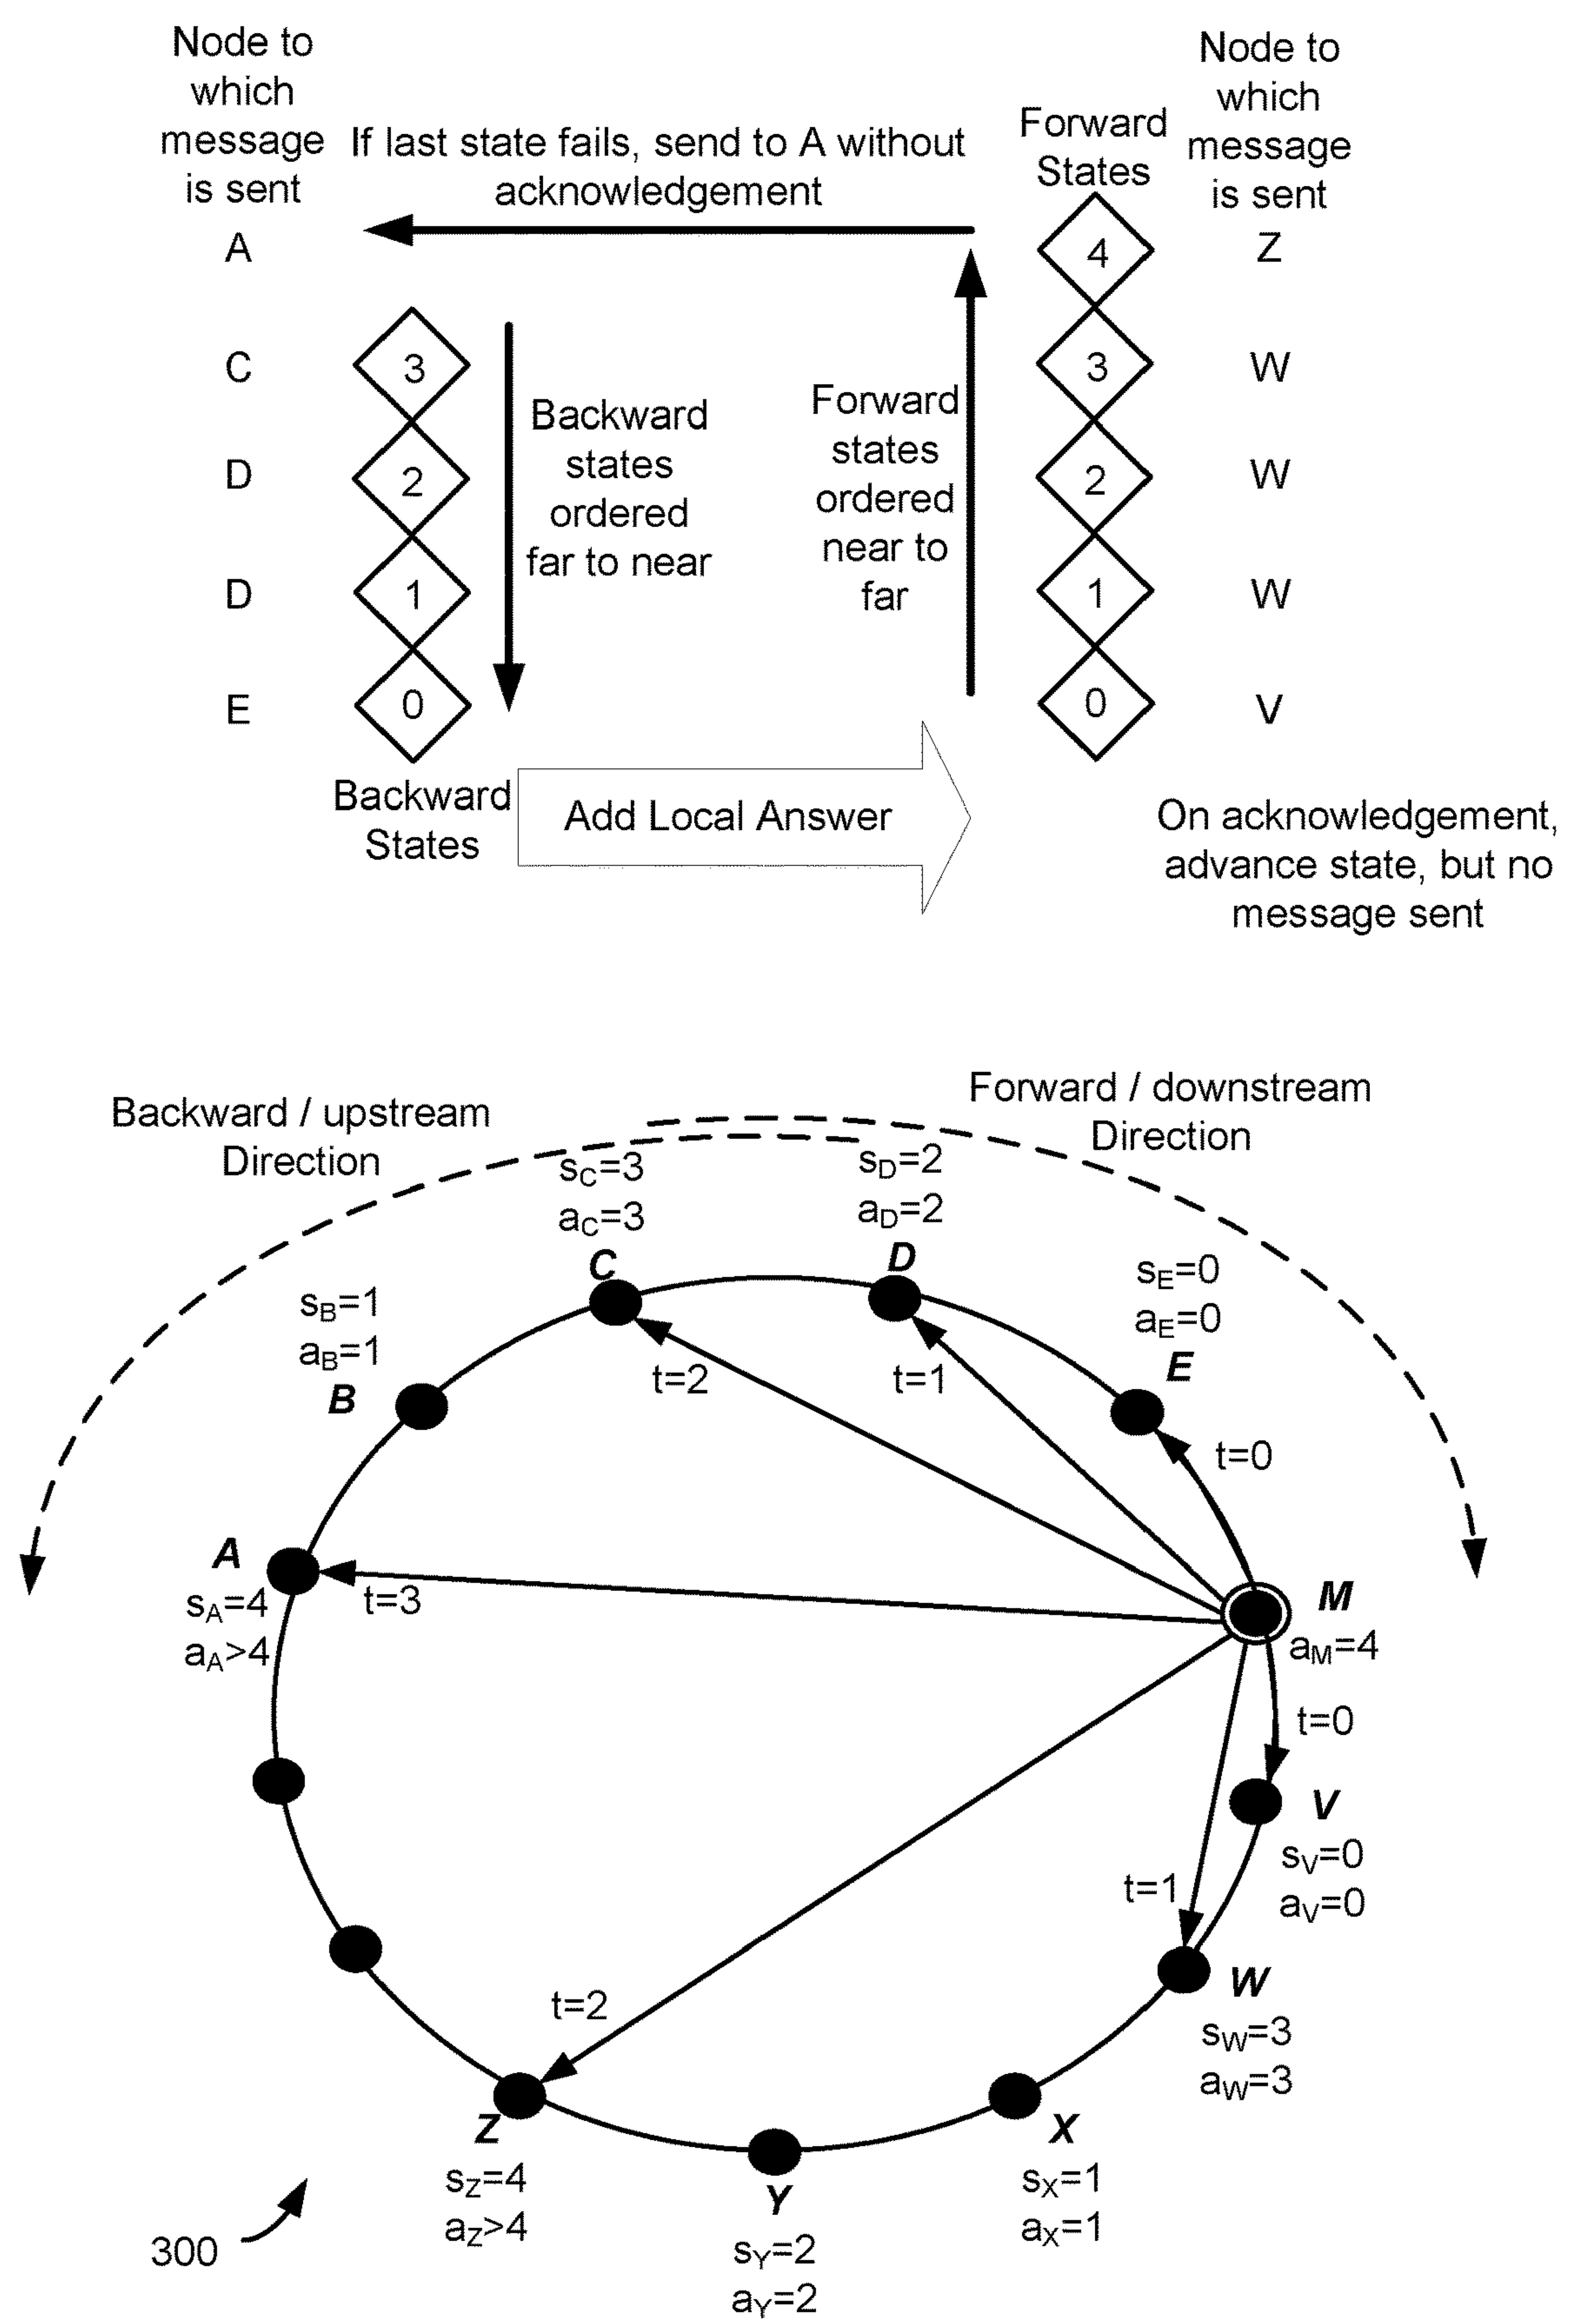 Node to
which
message
is sent
If last state fails, send to A without
acknowledgement
Forward
States
Node to
which
message
is sent
A
4
Z
C
3
3
W
D
2
2
W
D
1
1
W
E
0
0
V
Backward
states
ordered
far to near
Forward
states
ordered
near to
far
Backward
States
Add Local Answer
On acknowledgement,
advance state, but no
message sent
Backward / upstream
Direction
Forward / downstream
Direction
sC=3
aC=3
C
sD=2
aD=2
D
sB=1
aB=1
B
sE=0
aE=0
E
t=2
t=1
t=0
A
sA=4
aA>4
t=3
M
aM=4
t=0
V
sV=0
aV=0
t=1
W
sW=3
aW=3
t=2
Z
sZ=4
aZ>4
Y
sY=2
aY=2
X
sX=1
aX=1
300